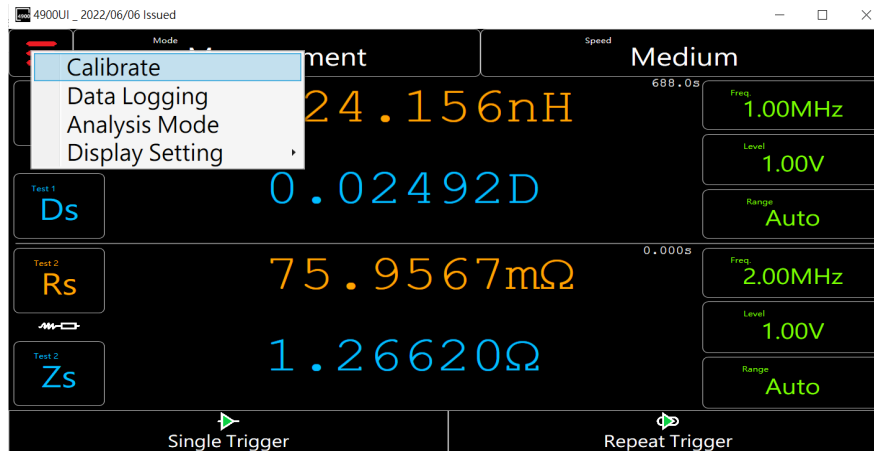 4900 4900UI _ 2022/06/06 Issued
Mode
ment
Speed
Medium
Calibrate
Data Logging
Analysis Mode
Display Setting
24.156nH
688.0s
Freq.
1.00MHz
Level
1.00V
Test 1
Ds
0.02492D
Range
Auto
Test 2
Rs
75.9567mΩ
0.000s
Freq.
2.00MHz
Level
1.00V
Test 2
Zs
1.26620Ω
Range
Auto
Single Trigger
Repeat Trigger